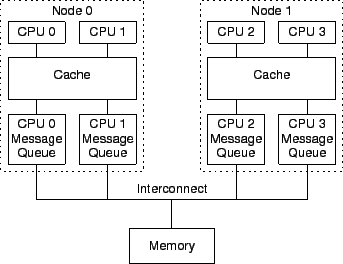 Node 0
Node 1
CPU 0
CPU 1
CPU 2
CPU 3
Cache
Cache
CPU 0
Message
Queue
CPU 1
Message
Queue
CPU 2
Message
Queue
CPU 3
Message
Queue
Interconnect
Memory